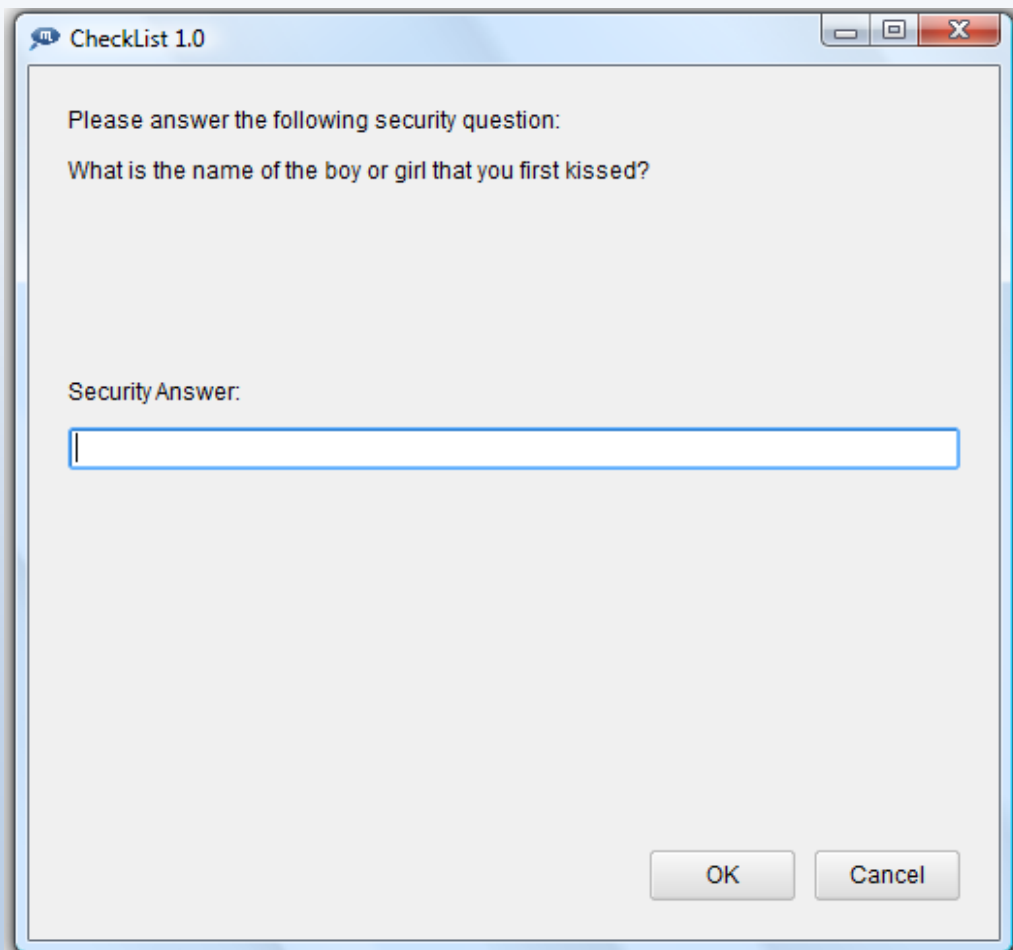 CheckList 1.0
Please answer the following security question:
What is the name of the boy or girl that you first kissed?
Security Answer:
OK Cancel